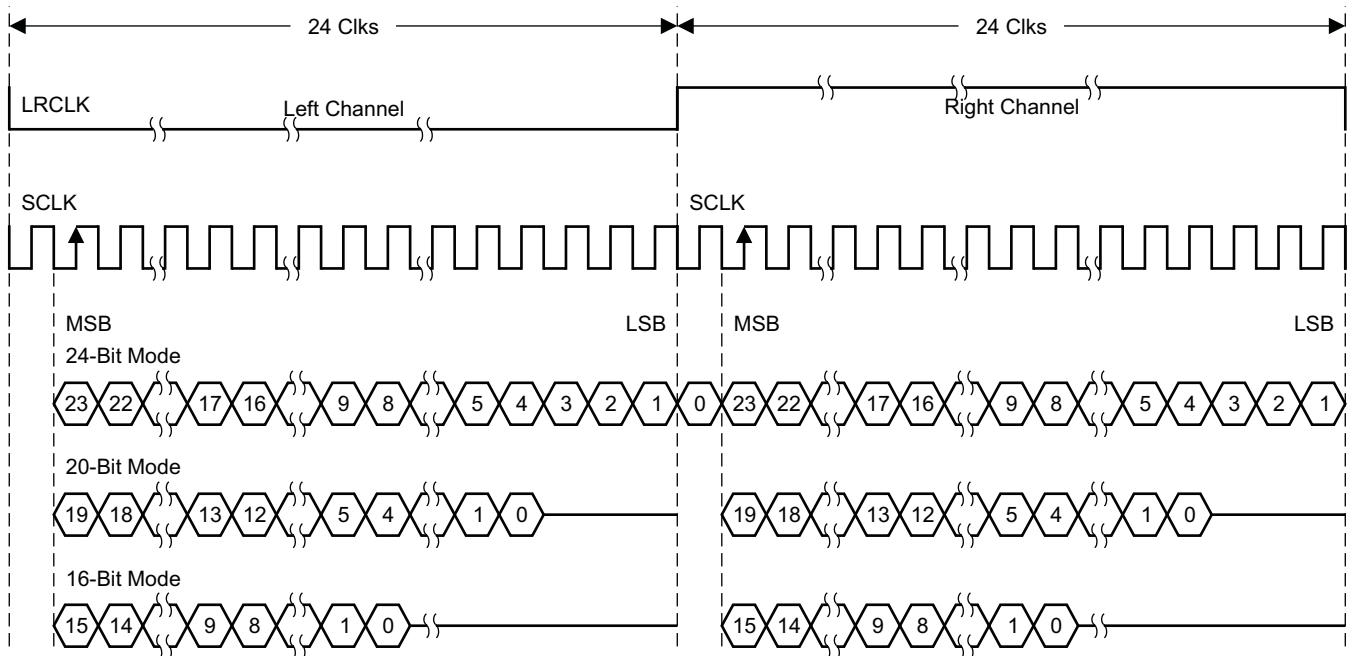 24 Clks 24 Clks
LRCLK Left Channel Right Channel
SCLK SCLK
MSB LSB MSB LSB
24-Bit Mode
23 22 17 16 9 8 5 4 3 2 1 0 23 22 17 16 9 8 5 4 3 2 1
20-Bit Mode
19 18 13 12 5 4 1 0 19 18 13 12 5 4 1 0
16-Bit Mode
15 14 9 8 1 0 15 14 9 8 1 0